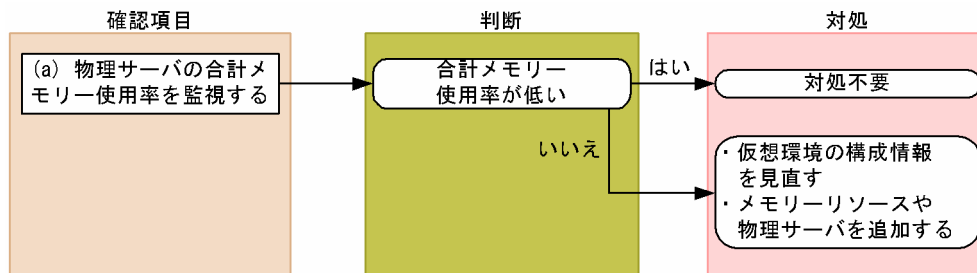 確認項目
判断
対処
(a) 物理サーバの合計メ
モリー使用率を監視する
合計メモリー
使用率が低い
はい
対処不要
いいえ
・仮想環境の構成情報
を見直す
・メモリーリソースや
物理サーバを追加する